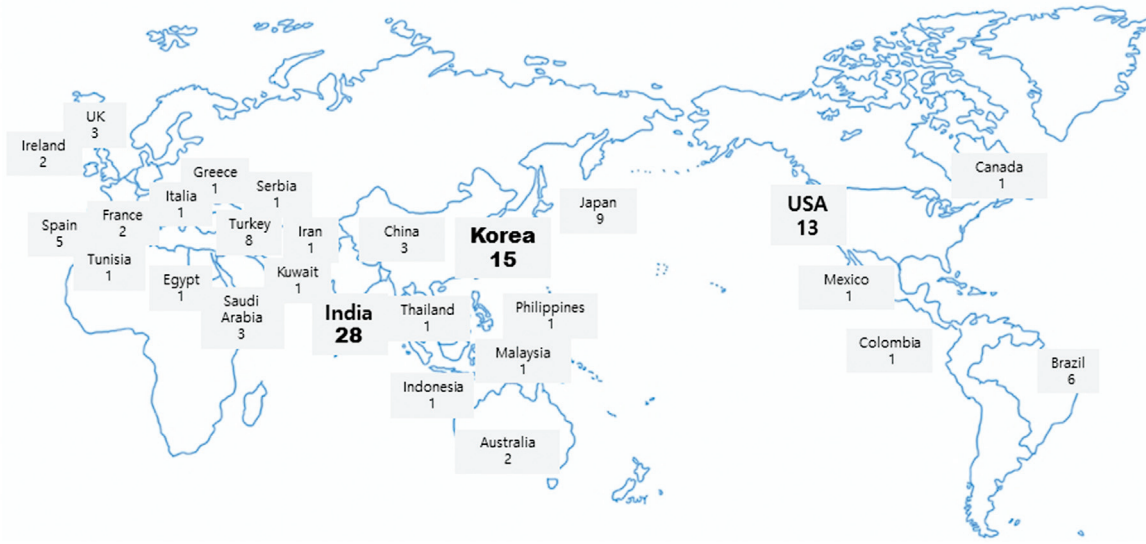 UK
3
Ireland
2
Greece
1
Serbia
1
Italia
1
France
2
Spain
5
Turkey
8
Iran
1
China
3
Korea
15
Japan
9
USA
13
Canada
1
Tunisia
1
Egypt
1
Kuwait
1
Saudi
Arabia
3
India
28
Thailand
1
Philippines
1
Malaysia
1
Indonesia
1
Australia
2
Mexico
1
Colombia
1
Brazil
6